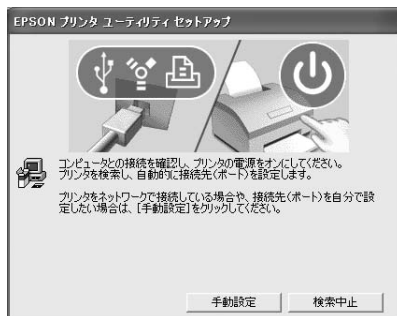 EPSON プリンタ ユーティリティ セットアップ
コンピュータとの接続を確認し、プリンタの電源をオンにしてください。
プリンタを検索し、自動的に接続先（ポート）を設定します。
プリンタをネットワークで接続している場合や、接続先（ポート）を自分で設
定したい場合は、［手動設定］をクリックしてください。
手動設定
検索中止